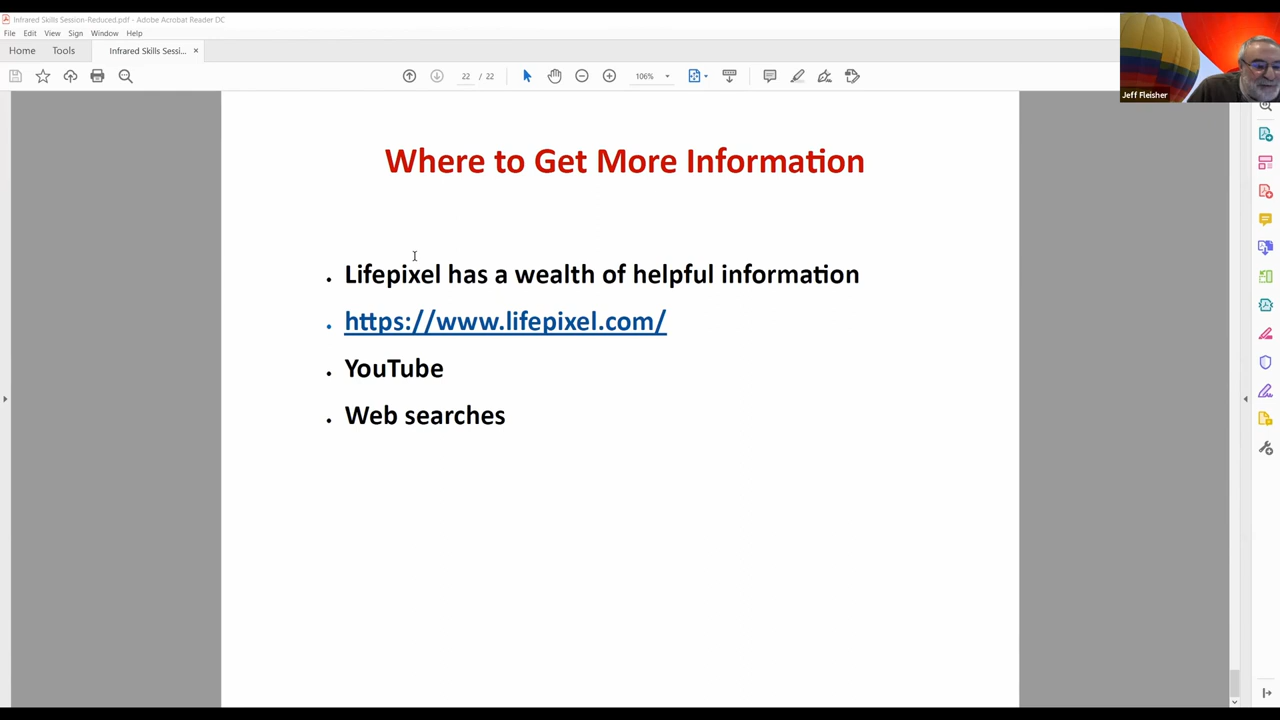 Infrared Skills Session-Reduced.pdf - Adobe Acrobat Reader DC
File Edit View Sign Window Help
Home Tools Infrared Skills Sessi... ×
22 / 22 106%
Jeff Fleisher
Where to Get More Information
• Lifepixel has a wealth of helpful information
• https://www.lifepixel.com/
• YouTube
• Web searches